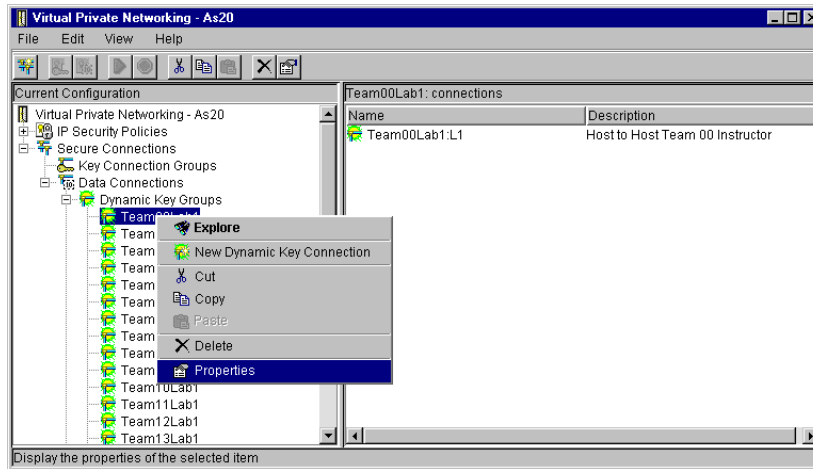 Virtual Private Networking - As20
File Edit View Help
Current Configuration
Team00Lab1: connections
Virtual Private Networking - As20
IP Security Policies
Secure Connections
Key Connection Groups
Data Connections
Dynamic Key Groups
Team00Lab1
Team
Team
Team
Team
Team
Team
Team
Team
Team
Team10Lab1
Team11Lab1
Team12Lab1
Team13Lab1
Explore
New Dynamic Key Connection
Cut
Copy
Paste
Delete
Properties
Name Description
Team00Lab1:L1 Host to Host Team 00 Instructor
Display the properties of the selected item